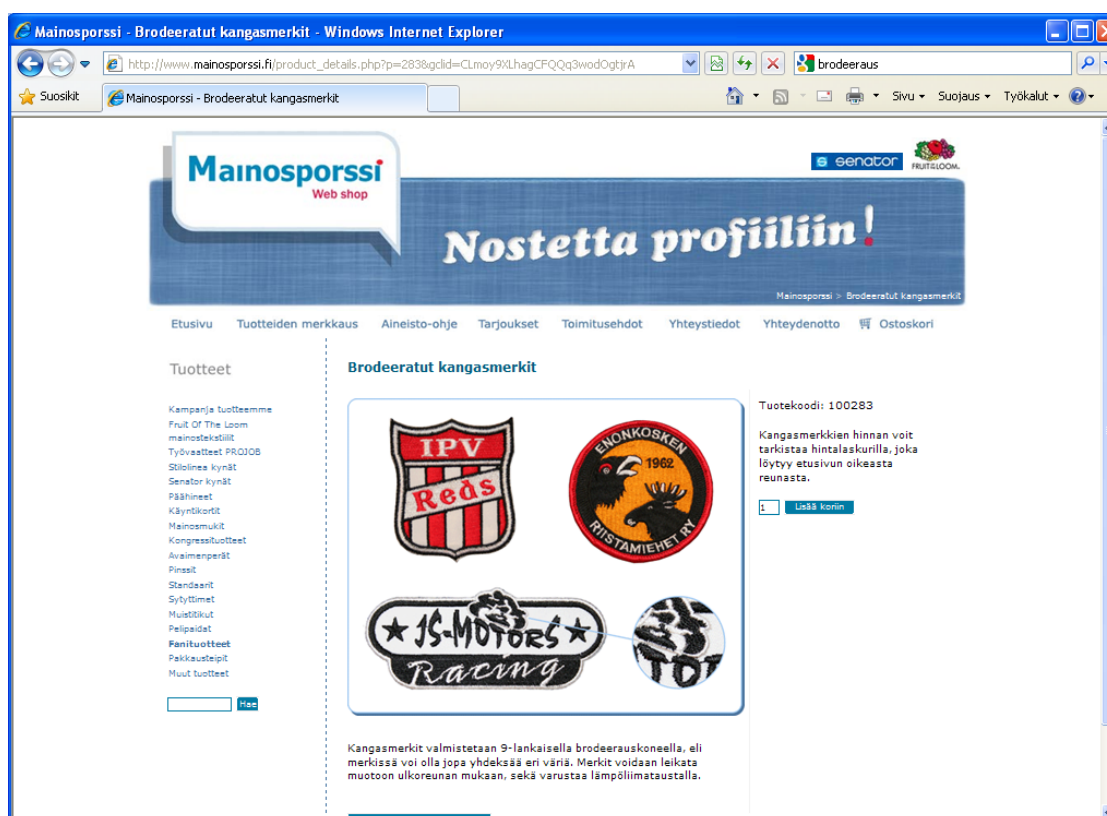 Mainosporssi - Brodeeratut kangasmerkit - Windows Internet Explorer
http://www.mainosporssi.fi/product_details.php?p=283&gclid=CLmoy9XLhagCFQQq3wodOgtjrA
brodeeraus
Suosikit
Mainosporssi - Brodeeratut kangasmerkit
Sivu
Suojaus
Työkalut
Mainosporssi
Web shop
senator
FRUIT OF THE LOOM.
Nostetta profiiliin!
Mainosporssi > Brodeeratut kangasmerkit
Etusivu Tuotteiden merkkaus Aineisto-ohje Tarjoukset Toimitusehdot Yhteystiedot Yhteydenotto Ostoskori
Tuotteet
Kampanja tuotteemme
Fruit Of The Loom
mainostekstiilit
Työvaatteet PROJOB
Stilolinea kynät
Senator kynät
Päähineet
Käyntikortit
Mainosmukit
Kongressituotteet
Avaimenperät
Pinssit
Standaarit
Sytyttimet
Muistitikut
Pelipaidat
Fanituotteet
Pakkausteipit
Muut tuotteet
Hae
Brodeeratut kangasmerkit
IPV
Reds
ENONKOSKEN
1962
RIISTAMIEHET RY
JS-MOTORS
Racing
TOR
Kangasmerkit valmistetaan 9-lankaisella brodeerauskoneella, eli
merkissä voi olla jopa yhdeksää eri väriä. Merkit voidaan leikata
muotoon ulkoreunan mukaan, sekä varustaa lämpöliimataustalla.
Tuotekoodi: 100283
Kangasmerkkien hinnan voit
tarkistaa hintalaskurilla, joka
löytyy etusivun oikeasta
reunasta.
1
Lisää koriin